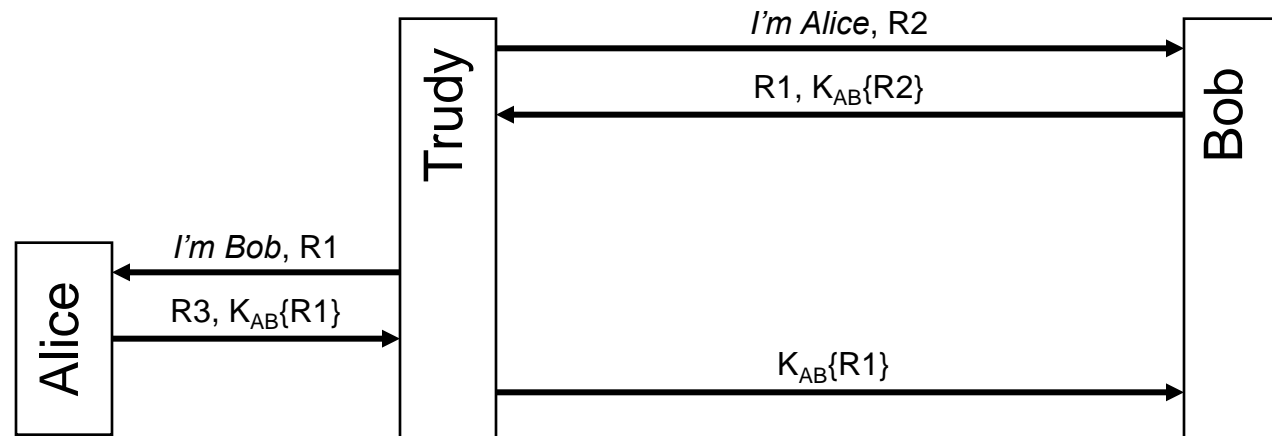 Trudy
I'm Alice, R2
Bob
R1, K_AB{R2}
Alice
I'm Bob, R1
R3, K_AB{R1}
K_AB{R1}